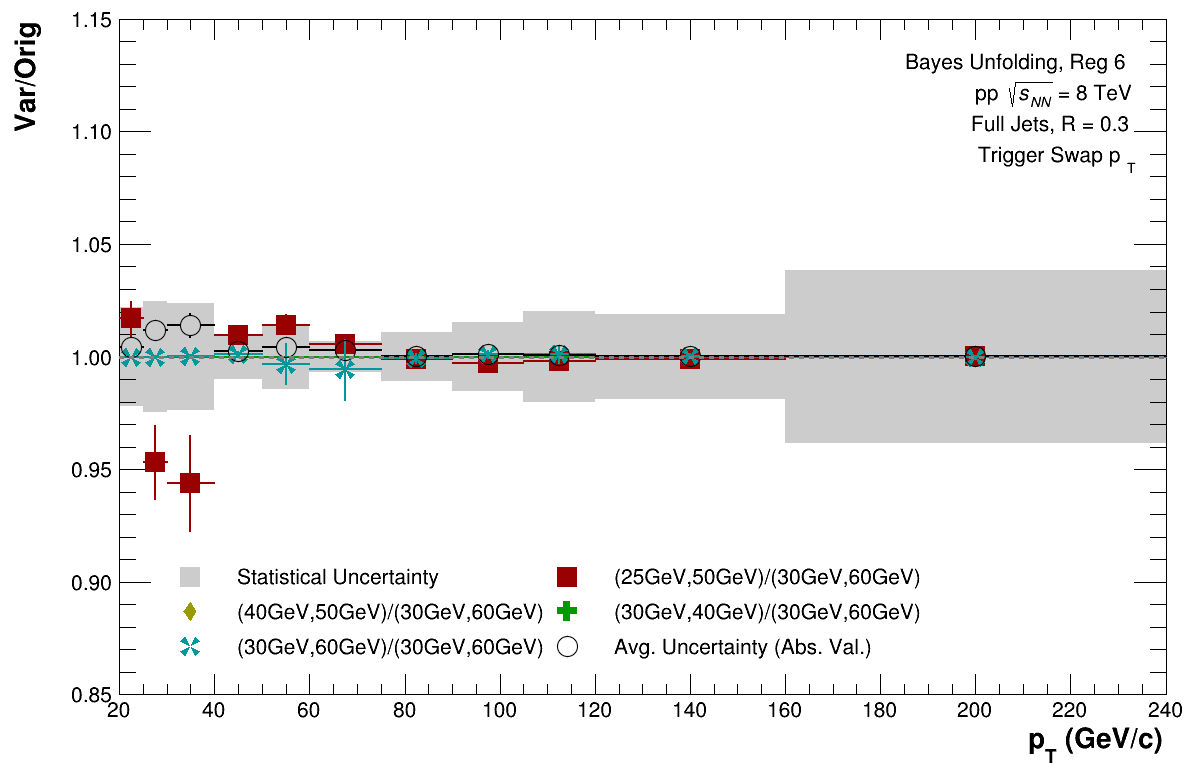 Var/Orig
1.15
1.10
1.05
1.00
0.95
0.90
0.85
Bayes Unfolding, Reg 6
pp √sNN = 8 TeV
Full Jets, R = 0.3
Trigger Swap pT
Statistical Uncertainty
(25GeV,50GeV)/(30GeV,60GeV)
(40GeV,50GeV)/(30GeV,60GeV)
(30GeV,40GeV)/(30GeV,60GeV)
(30GeV,60GeV)/(30GeV,60GeV)
Avg. Uncertainty (Abs. Val.)
20 40 60 80 100 120 140 160 180 200 220 240
pT (GeV/c)